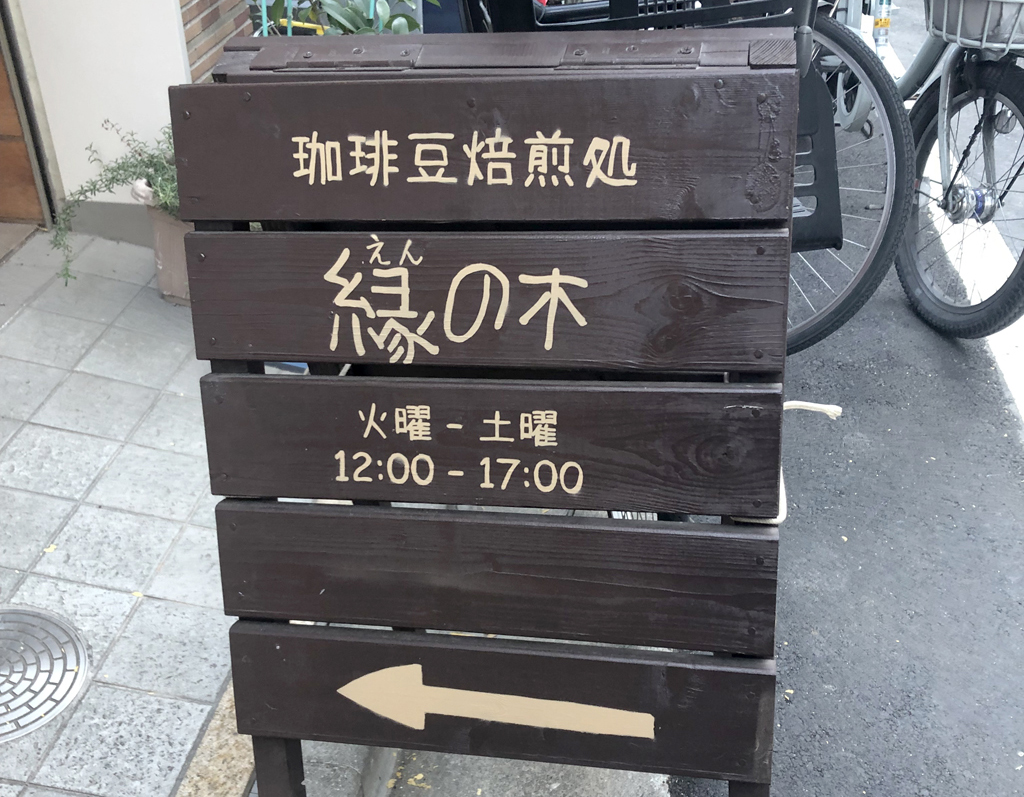 珈琲豆焙煎処
えん
縁の木
火曜 - 土曜
12:00 - 17:00